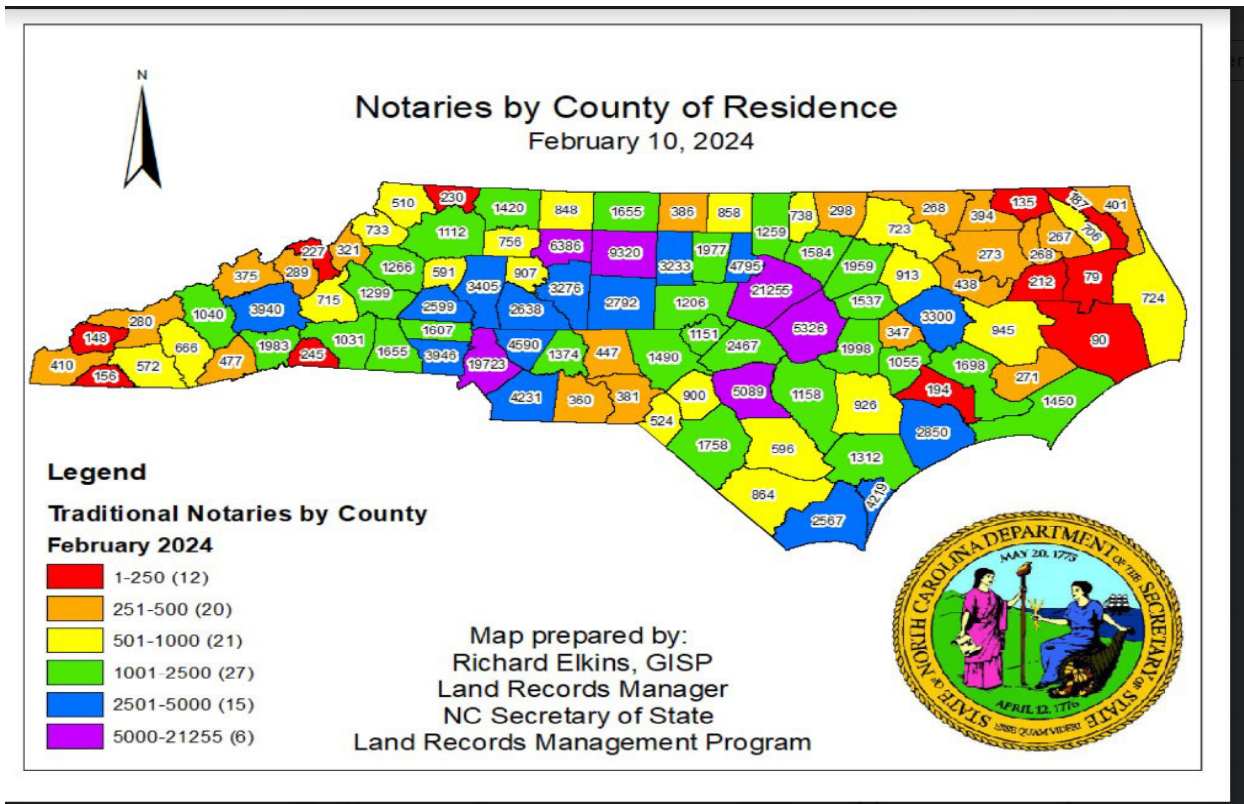 N
Notaries by County of Residence
February 10, 2024
510 230 1420 848 1655 386 858 738 298 268 394 135 167 401
733 1112 756 6386 9320 3233 1977 1259 4795 1584 723 273 267 706
227 321 1266 591 907 1959 913 268
375 289 3405 3276 21255 438 212 79
280 1040 3940 715 1299 2599 2638 2792 1206 1537 3300 724
148 666 1983 1031 1607 4590 1151 5326 347 945 90
410 156 572 477 245 1655 3946 19723 1374 447 1490 2467 1998 1055 1698 271
4231 360 381 900 5089 1158 926 194 1450
524 1758 596 1312 2850
864 2567 4219
Legend
Traditional Notaries by County
February 2024
1-250 (12)
251-500 (20)
501-1000 (21)
1001-2500 (27)
2501-5000 (15)
5000-21255 (6)
Map prepared by:
Richard Elkins, GISP
Land Records Manager
NC Secretary of State
Land Records Management Program
STATE OF NORTH CAROLINA DEPARTMENT OF THE SECRETARY OF STATE
MAY 20, 1775
APRIL 12, 1776
ESSE QUAM VIDERI